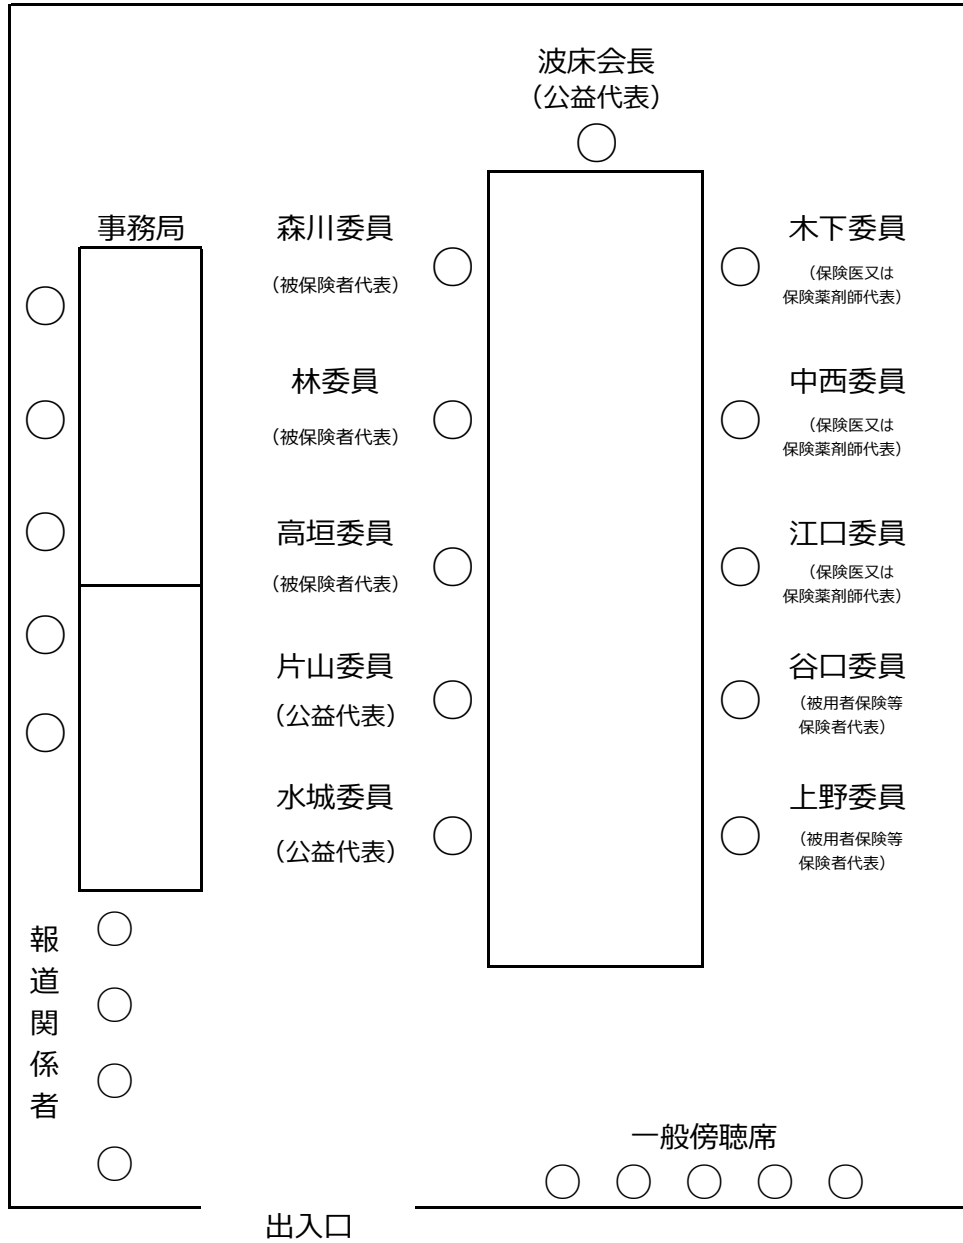 波床会長
（公益代表）
事務局
森川委員
（被保険者代表）
木下委員
（保険医又は
保険薬剤師代表）
林委員
（被保険者代表）
中西委員
（保険医又は
保険薬剤師代表）
高垣委員
（被保険者代表）
江口委員
（保険医又は
保険薬剤師代表）
片山委員
（公益代表）
谷口委員
（被用者保険等
保険者代表）
水城委員
（公益代表）
上野委員
（被用者保険等
保険者代表）
報道関係者
一般傍聴席
出入口